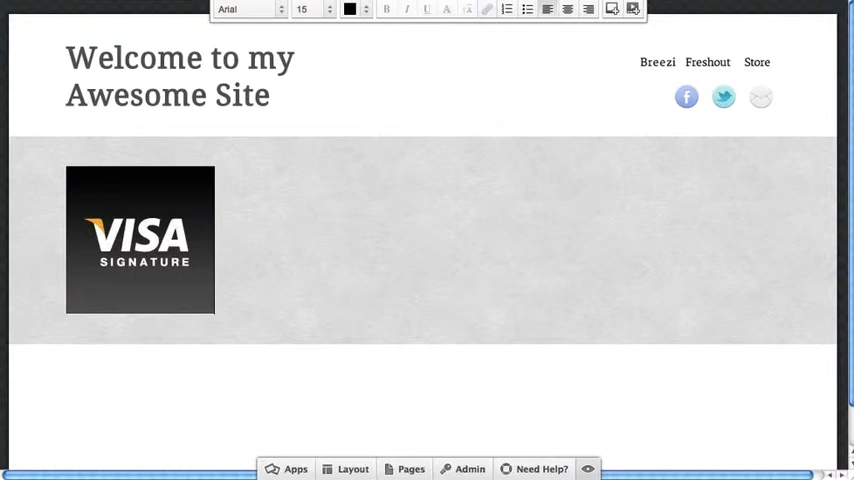 Arial 15 B I U A
Welcome to my
Awesome Site
Breezi Freshout Store
VISA
SIGNATURE
Apps Layout Pages Admin Need Help?